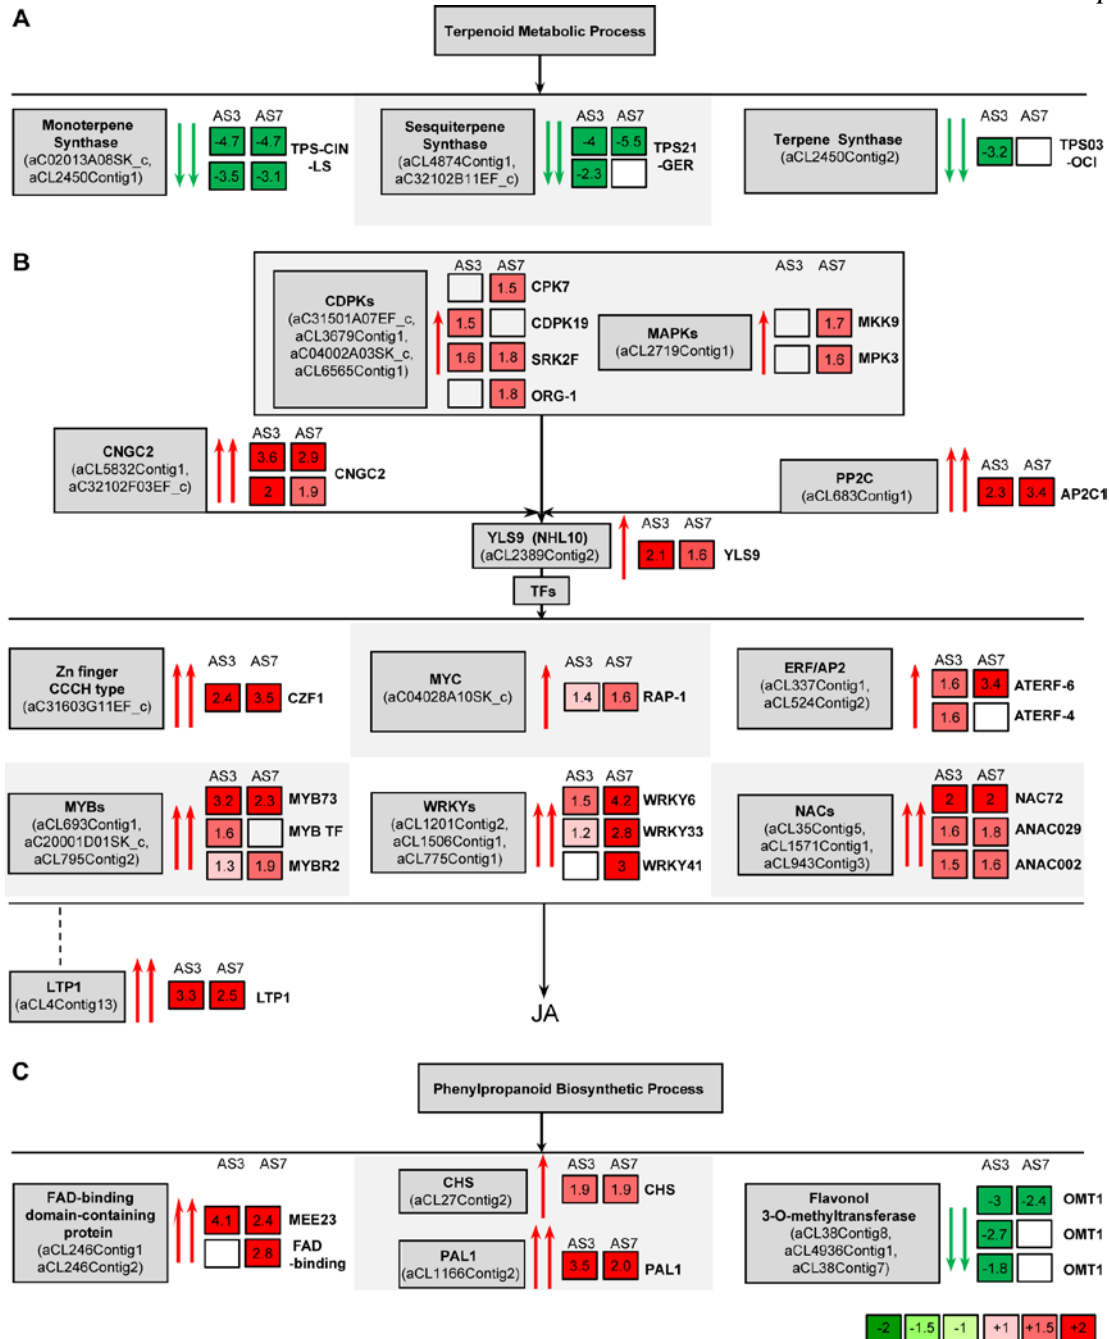 A
Terpenoid Metabolic Process
Monoterpene
Synthase
(aC02013A08SK_c,
aCL2450Contig1)
AS3 AS7
-4.7 -4.7
-3.5 -3.1
TPS-CIN
-LS
Sesquiterpene
Synthase
(aCL4874Contig1,
aC32102B11EF_c)
AS3 AS7
-4 -5.5
-2.3
TPS21
-GER
Terpene Synthase
(aCL2450Contig2)
AS3 AS7
-3.2
TPS03
-OCI
B
CDPKs
(aC31501A07EF_c,
aCL3679Contig1,
aC04002A03SK_c,
aCL6565Contig1)
AS3 AS7
1.5 CPK7
1.5 CDPK19
1.6 1.8 SRK2F
1.8 ORG-1
MAPKs
(aCL2719Contig1)
AS3 AS7
1.7 MKK9
1.6 MPK3
CNGC2
(aCL5832Contig1,
aC32102F03EF_c)
AS3 AS7
3.6 2.9
2 1.9
CNGC2
PP2C
(aCL683Contig1)
AS3 AS7
2.3 3.4 AP2C1
YLS9 (NHL10)
(aCL2389Contig2)
AS3 AS7
2.1 1.6 YLS9
TFs
Zn finger
CCCH type
(aC31603G11EF_c)
AS3 AS7
2.4 3.5 CZF1
MYC
(aC04028A10SK_c)
AS3 AS7
1.4 1.6 RAP-1
ERF/AP2
(aCL337Contig1,
aCL524Contig2)
AS3 AS7
1.6 3.4 ATERF-6
1.6 ATERF-4
MYBs
(aCL693Contig1,
aC20001D01SK_c,
aCL795Contig2)
AS3 AS7
3.2 2.3 MYB73
1.6 MYB TF
1.3 1.9 MYBR2
WRKYs
(aCL1201Contig2,
aCL1506Contig1,
aCL775Contig1)
AS3 AS7
1.5 4.2 WRKY6
1.2 2.8 WRKY33
3 WRKY41
NACs
(aCL35Contig5,
aCL1571Contig1,
aCL943Contig3)
AS3 AS7
2 2 NAC72
1.6 1.8 ANAC029
1.5 1.6 ANAC002
LTP1
(aCL4Contig13)
AS3 AS7
3.3 2.5 LTP1
JA
C
Phenylpropanoid Biosynthetic Process
FAD-binding
domain-containing
protein
(aCL246Contig1
aCL246Contig2)
AS3 AS7
4.1 2.4 MEE23
2.8 FAD
-binding
CHS
(aCL27Contig2)
AS3 AS7
1.9 1.9 CHS
PAL1
(aCL1166Contig2)
AS3 AS7
3.5 2.0 PAL1
Flavonol
3-O-methyltransferase
(aCL38Contig8,
aCL4936Contig1,
aCL38Contig7)
AS3 AS7
-3 -2.4 OMT1
-2.7 OMT1
-1.8 OMT1
-2 -1.5 -1 +1 +1.5 +2